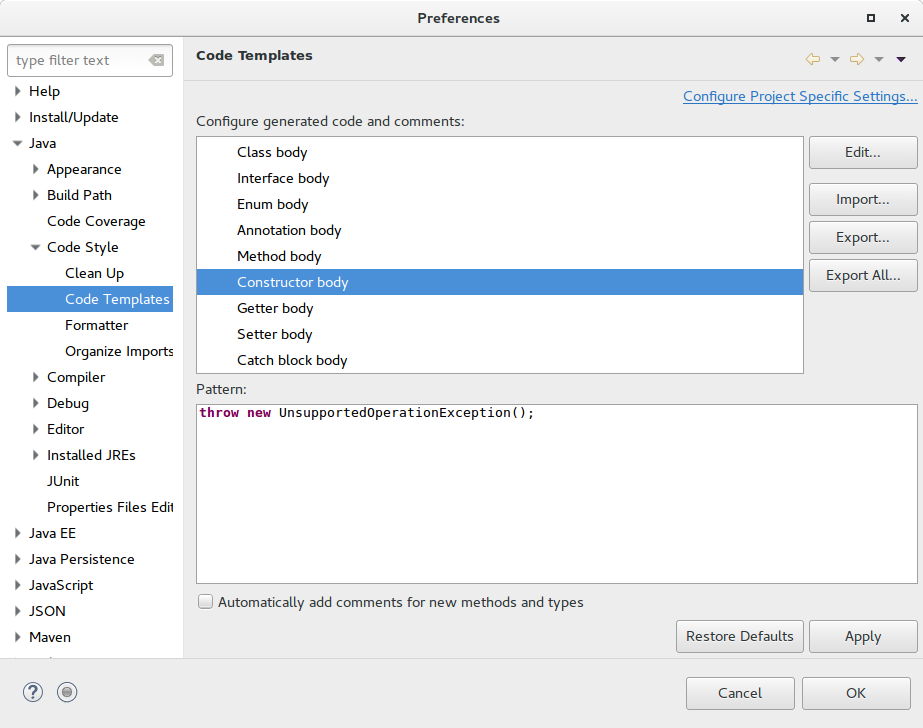 Preferences
type filter text
Help
Install/Update
Java
Appearance
Build Path
Code Coverage
Code Style
Clean Up
Code Templates
Formatter
Organize Imports
Compiler
Debug
Editor
Installed JREs
JUnit
Properties Files Edit
Java EE
Java Persistence
JavaScript
JSON
Maven
Code Templates
Configure Project Specific Settings...
Configure generated code and comments:
Class body
Interface body
Enum body
Annotation body
Method body
Constructor body
Getter body
Setter body
Catch block body
Edit...
Import...
Export...
Export All...
Pattern:
throw new UnsupportedOperationException();
Automatically add comments for new methods and types
Restore Defaults
Apply
?
Cancel
OK